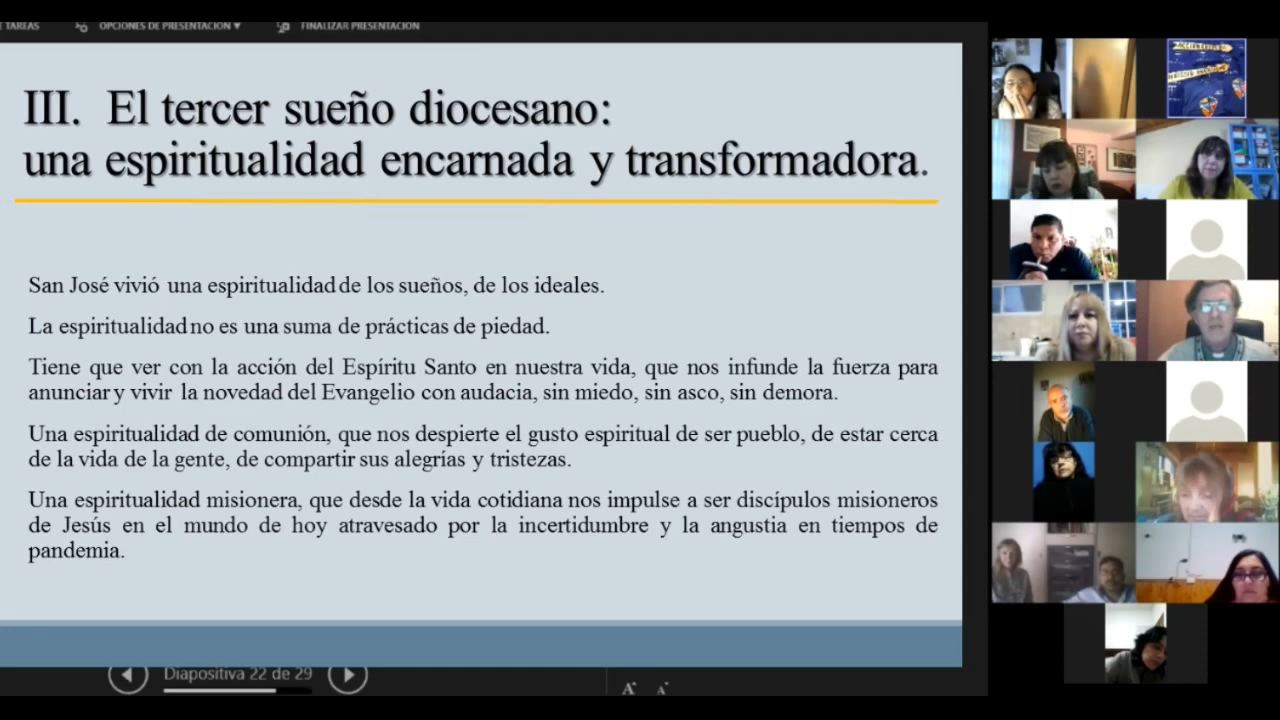 E TAREAS OPCIONES DE PRESENTACIÓN ▼ FINALIZAR PRESENTACIÓN
III. El tercer sueño diocesano:
una espiritualidad encarnada y transformadora.
San José vivió una espiritualidad de los sueños, de los ideales.
La espiritualidad no es una suma de prácticas de piedad.
Tiene que ver con la acción del Espíritu Santo en nuestra vida, que nos infunde la fuerza para
anunciar y vivir la novedad del Evangelio con audacia, sin miedo, sin asco, sin demora.
Una espiritualidad de comunión, que nos despierte el gusto espiritual de ser pueblo, de estar cerca
de la vida de la gente, de compartir sus alegrías y tristezas.
Una espiritualidad misionera, que desde la vida cotidiana nos impulse a ser discípulos misioneros
de Jesús en el mundo de hoy atravesado por la incertidumbre y la angustia en tiempos de
pandemia.
Diapositiva 22 de 29
A A